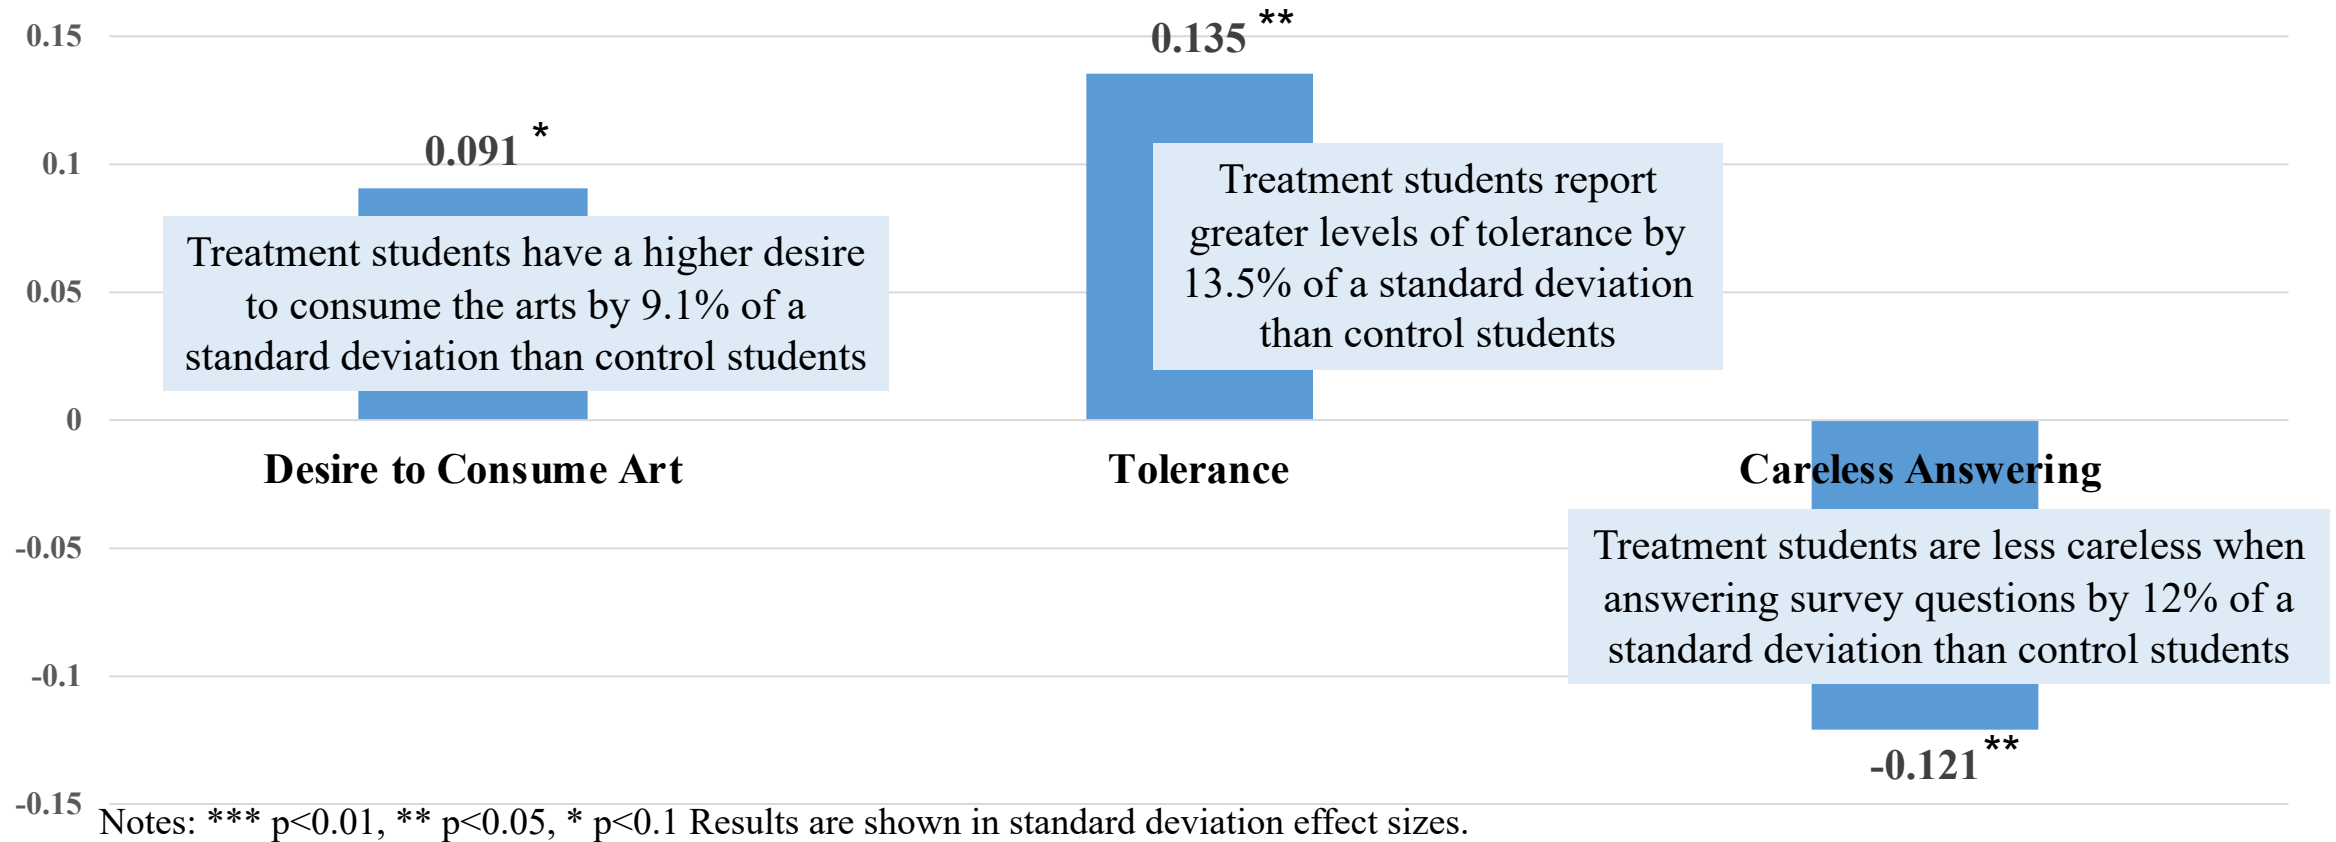 0.15
0.135 **
0.091 *
0.1
Treatment students report
greater levels of tolerance by
13.5% of a standard deviation
than control students
Treatment students have a higher desire
to consume the arts by 9.1% of a
standard deviation than control students
0.05
0
Desire to Consume Art
Tolerance
Careless Answering
-0.05
Treatment students are less careless when
answering survey questions by 12% of a
standard deviation than control students
-0.1
-0.121 **
-0.15
Notes: *** p<0.01, ** p<0.05, * p<0.1 Results are shown in standard deviation effect sizes.